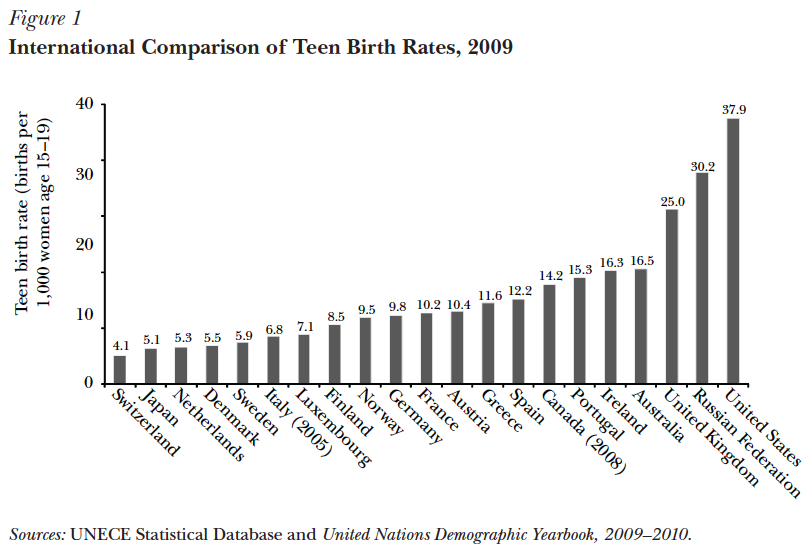 Figure 1
International Comparison of Teen Birth Rates, 2009
Teen birth rate (births per
1,000 women age 15–19)
40
30
20
10
0
4.1
5.1
5.3
5.5
5.9
6.8
7.1
8.5
9.5
9.8
10.2
10.4
11.6
12.2
14.2
15.3
16.3
16.5
25.0
30.2
37.9
Switzerland
Japan
Netherlands
Denmark
Sweden
Italy (2005)
Luxembourg
Finland
Norway
Germany
France
Austria
Greece
Spain
Canada (2008)
Portugal
Ireland
Australia
United Kingdom
Russian Federation
United States
Sources: UNECE Statistical Database and United Nations Demographic Yearbook, 2009–2010.